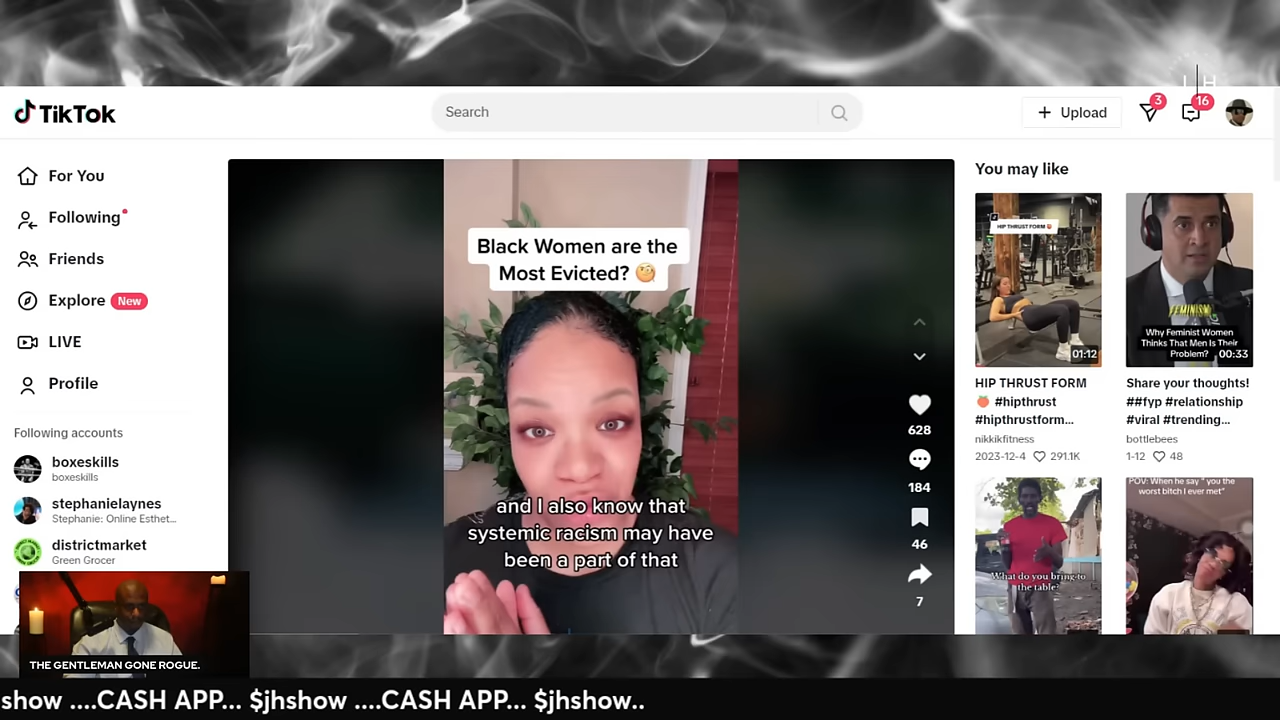 LH
TikTok
Search
Upload
3
16
For You
Following
Friends
Explore New
LIVE
Profile
Following accounts
boxeskills
boxeskills
stephanielaynes
Stephanie: Online Esthet...
districtmarket
Green Grocer
Black Women are the
Most Evicted? 🧐
and I also know that
systemic racism may have
been a part of that
628
184
46
7
You may like
HIP THRUST FORM 🍑
01:12
HIP THRUST FORM
🍑 #hipthrust
#hipthrustform...
nikkikfitness
2023-12-4 291.1K
FEMINISM
Why Feminist Women
Thinks That Men Is Their
Problem? 00:33
Share your thoughts!
##fyp #relationship
#viral #trending...
bottlebees
1-12 48
What do you bring to
the table?
POV: When he say " you the
worst bitch I ever met"
THE GENTLEMAN GONE ROGUE.
show ....CASH APP... $jhshow ....CASH APP... $jhshow..